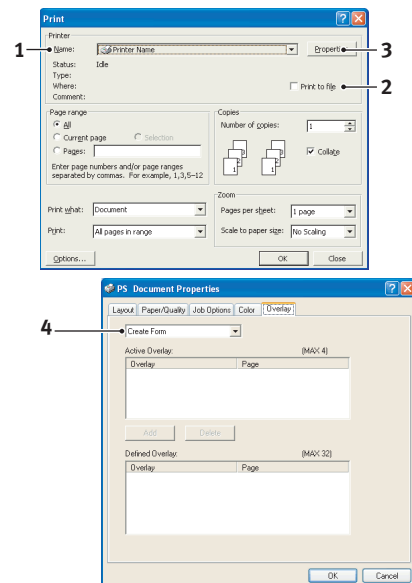 Print
Printer
1 Name: Printer Name Properti 3
Status: Idle
Type:
Where: Print to file 2
Comment:
Page range
All
Current page Selection
Pages:
Enter page numbers and/or page ranges
separated by commas. For example, 1,3,5–12
Copies
Number of copies: 1
Collate
Print what: Document
Print: All pages in range
Zoom
Pages per sheet: 1 page
Scale to paper size: No Scaling
Options... OK Close
PS Document Properties
Layout Paper/Quality Job Options Color Overlay
4 Create Form
Active Overlay: (MAX 4)
Overlay Page
Add Delete
Defined Overlay: (MAX 32)
Overlay Page
OK Cancel